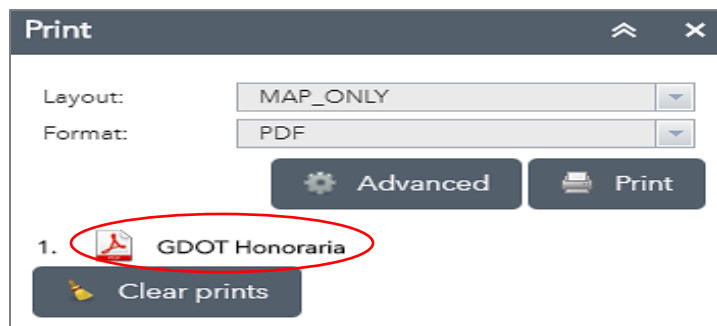 Print
Layout: MAP_ONLY
Format: PDF
Advanced Print
1. GDOT Honoraria
Clear prints